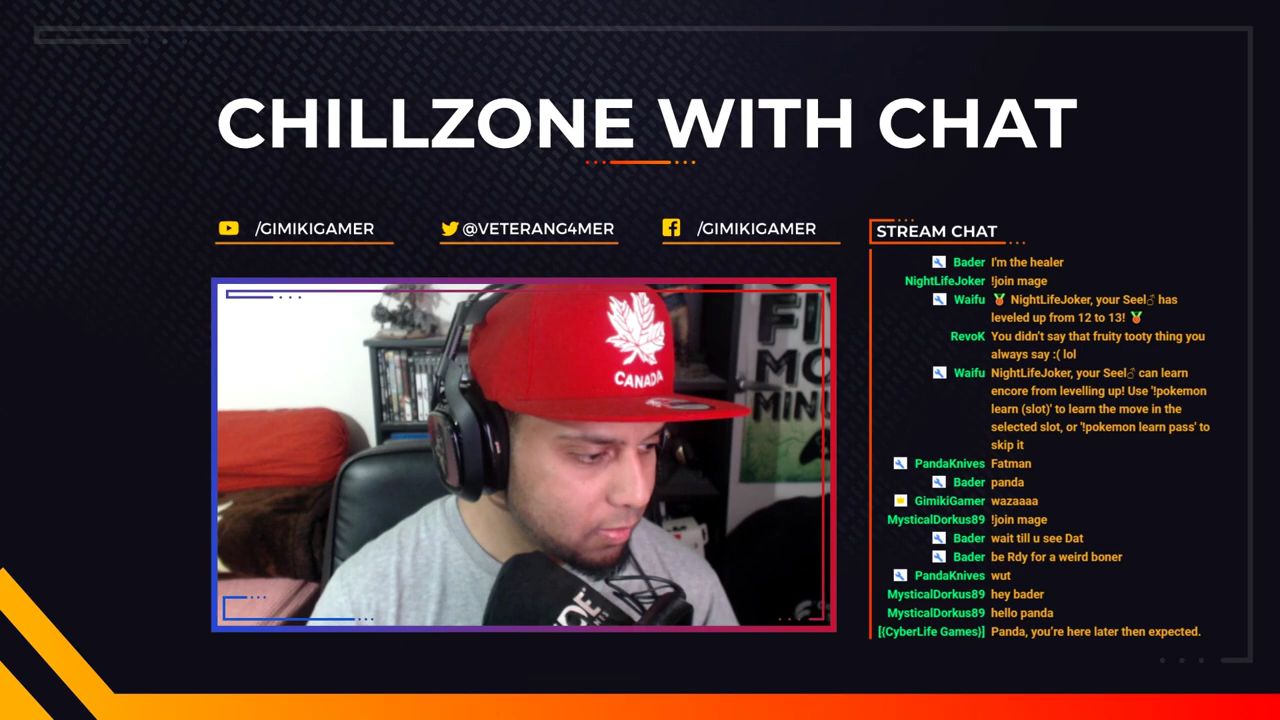 CHILLZONE WITH CHAT
/GIMIKIGAMER
@VETERANG4MER
/GIMIKIGAMER
STREAM CHAT
CANADA
Bader I'm the healer
NightLifeJoker !join mage
Waifu 🏅 NightLifeJoker, your Seel♂ has
leveled up from 12 to 13! 🏅
RevoK You didn't say that fruity tooty thing you
always say :( lol
Waifu NightLifeJoker, your Seel♂ can learn
encore from levelling up! Use '!pokemon
learn (slot)' to learn the move in the
selected slot, or '!pokemon learn pass' to
skip it
PandaKnives Fatman
Bader panda
GimikiGamer wazaaaa
MysticalDorkus89 !join mage
Bader wait till u see Dat
Bader be Rdy for a weird boner
PandaKnives wut
MysticalDorkus89 hey bader
MysticalDorkus89 hello panda
[{CyberLife Games}] Panda, you're here later then expected.